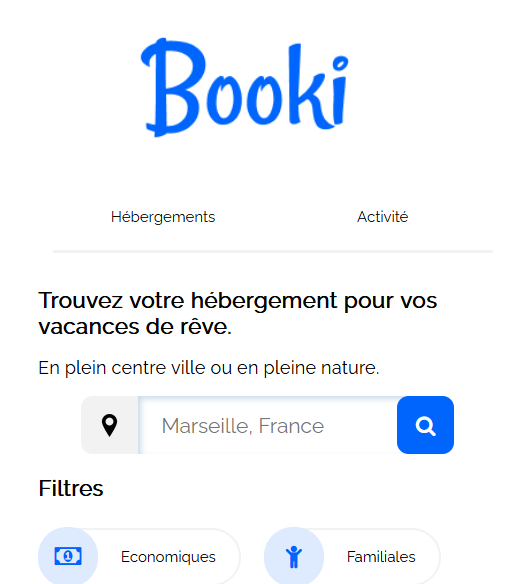 Booki
Hébergements
Activité
Trouvez votre hébergement pour vos
vacances de rêve.
En plein centre ville ou en pleine nature.
Marseille, France
Filtres
Economiques
Familiales